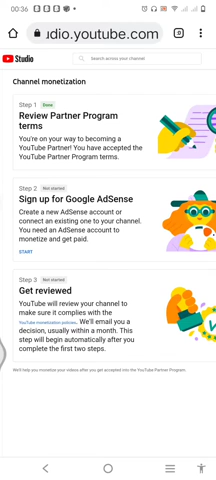 00:36
udio.youtube.com
Studio
Search across your channel
Channel monetization
Step 1 Done
Review Partner Program
terms
You're on your way to becoming a
YouTube Partner! You have accepted the
YouTube Partner Program terms.
Step 2 Not started
Sign up for Google AdSense
Create a new AdSense account or
connect an existing one to your channel.
You need an AdSense account to
monetize and get paid.
START
Step 3 Not started
Get reviewed
YouTube will review your channel to
make sure it complies with the
YouTube monetization policies. We'll email you a
decision, usually within a month. This
step will begin automatically after you
complete the first two steps.
We'll help you monetize your videos after you get accepted into the YouTube Partner Program.